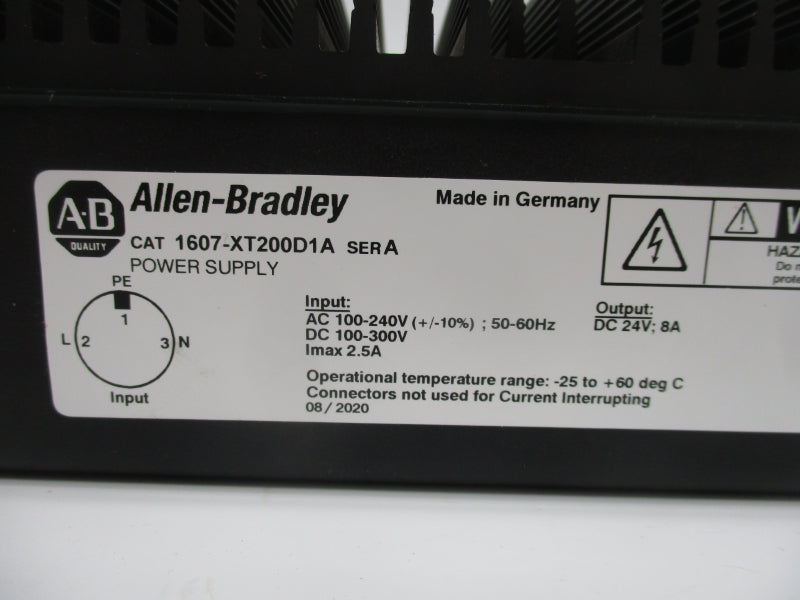 A·B
QUALITY
Allen-Bradley
Made in Germany
CAT 1607-XT200D1A SER A
POWER SUPPLY
PE
1
L 2 3 N
Input
Input:
AC 100-240V (+/-10%) ; 50-60Hz
DC 100-300V
Imax 2.5A
Output:
DC 24V; 8A
Operational temperature range: -25 to +60 deg C
Connectors not used for Current Interrupting
08/2020
Do